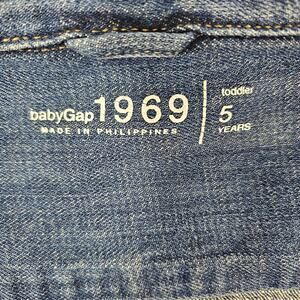 babyGap 1969
MADE IN PHILIPPINES
toddler
5
YEARS